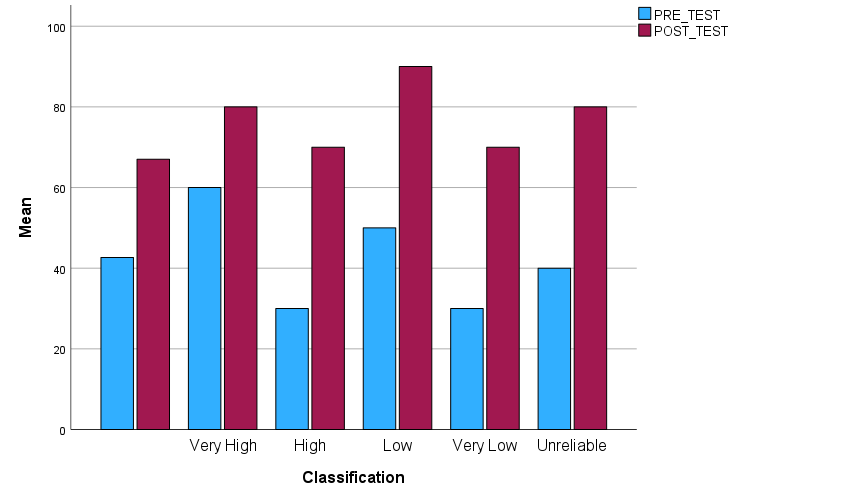 PRE_TEST
POST_TEST
100
80
60
40
20
0
Mean
Very High
High
Low
Very Low
Unreliable
Classification